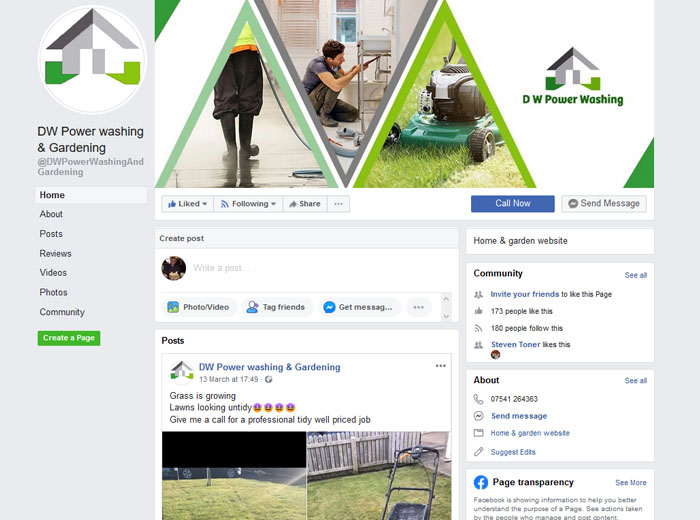 D W Power Washing
DW Power washing
& Gardening
@DWPowerWashingAnd
Gardening
Home
About
Posts
Reviews
Videos
Photos
Community
Create a Page
Liked
Following
Share
...
Call Now
Send Message
Create post
Write a post...
Photo/Video
Tag friends
Get messag...
...
Posts
DW Power washing & Gardening
...
13 March at 17:49 ·
Grass is growing
Lawns looking untidy😡😡😡😡
Give me a call for a professional tidy well priced job
Home & garden website
Community
See all
Invite your friends to like this Page
173 people like this
180 people follow this
Steven Toner likes this
About
See all
07541 264363
Send message
Home & garden website
Suggest Edits
Page transparency
See More
Facebook is showing information to help you better
understand the purpose of a Page. See actions taken
by the people who manage and post content.